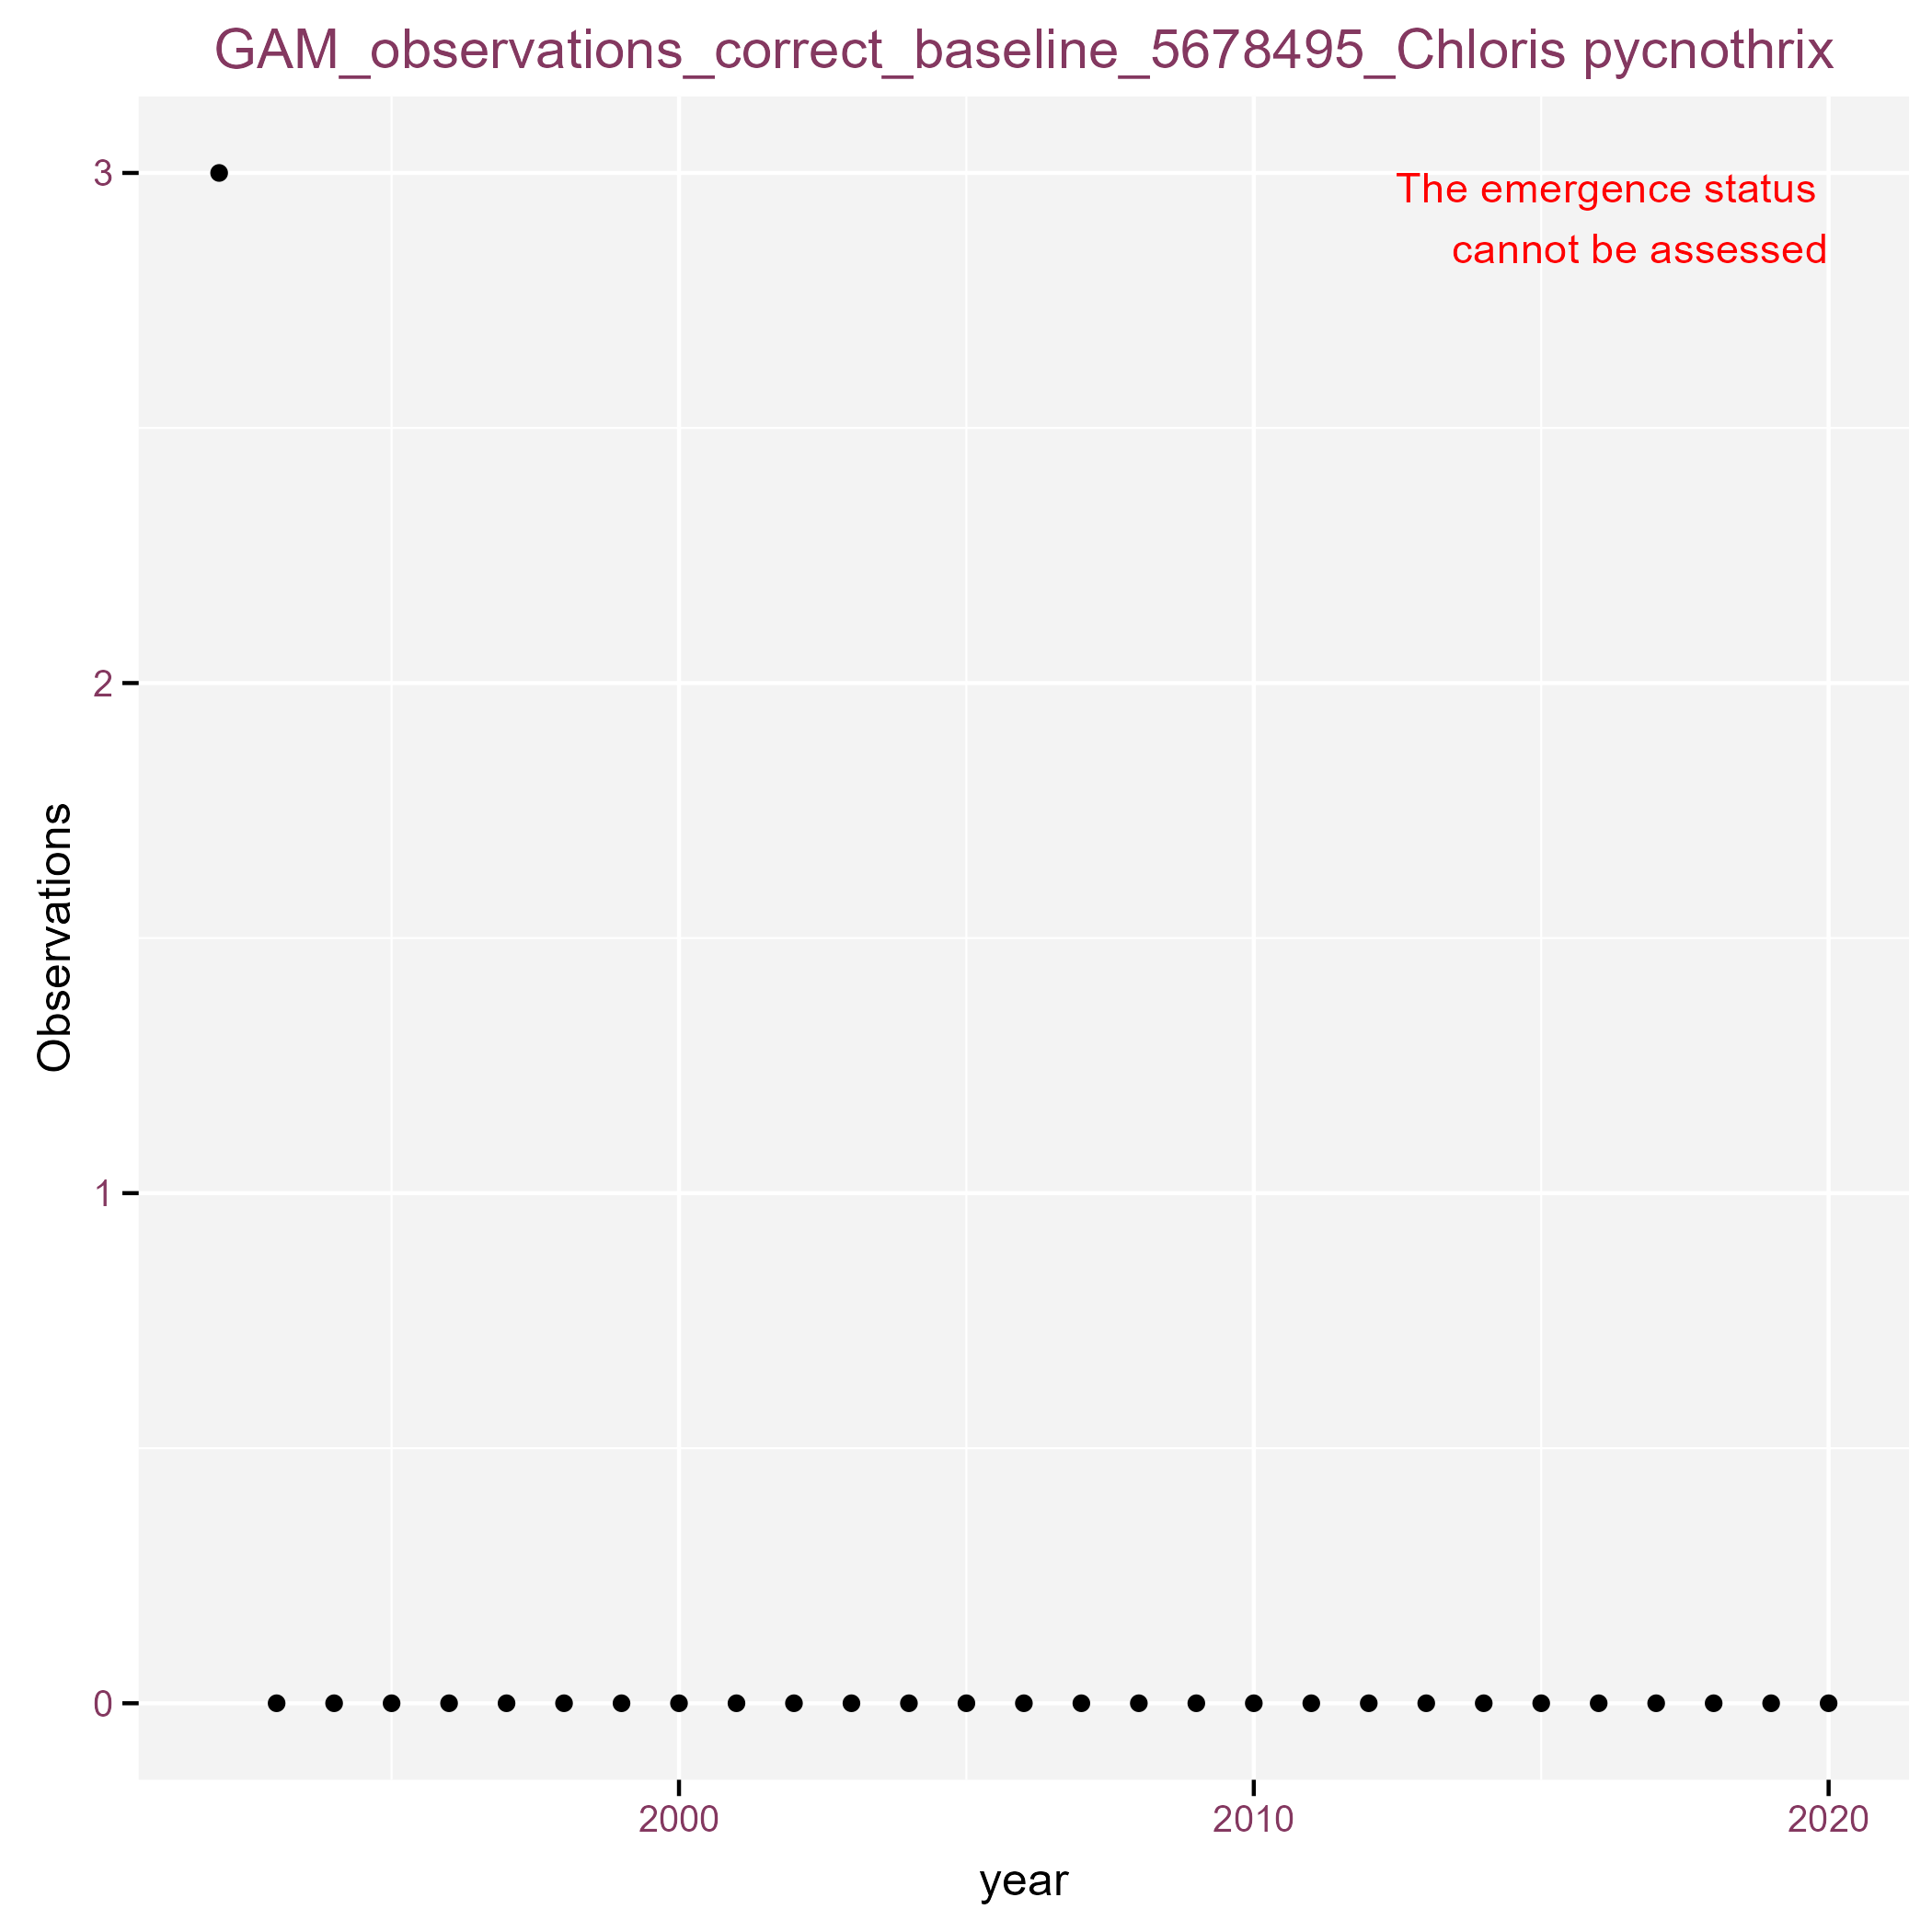 GAM_observations_correct_baseline_5678495_Chloris pycnothrix
The emergence status
cannot be assessed
3
2
1
0
Observations
2000
2010
2020
year